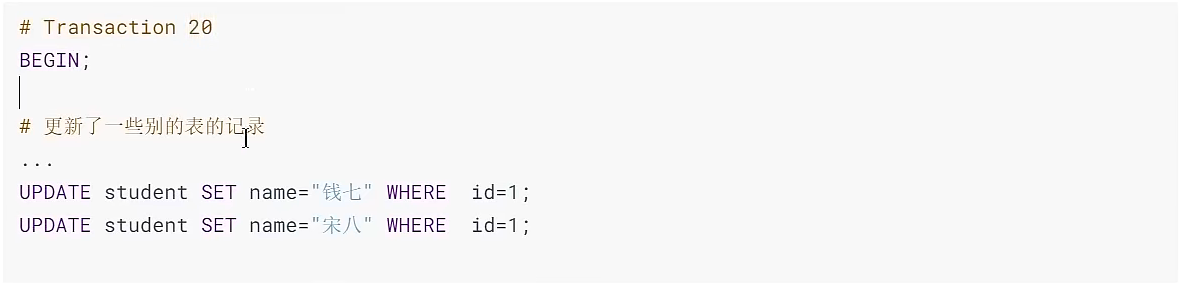 # Transaction 20
BEGIN;
# 更新了一些别的表的记录
...
UPDATE student SET name="钱七" WHERE  id=1;
UPDATE student SET name="宋八" WHERE  id=1;